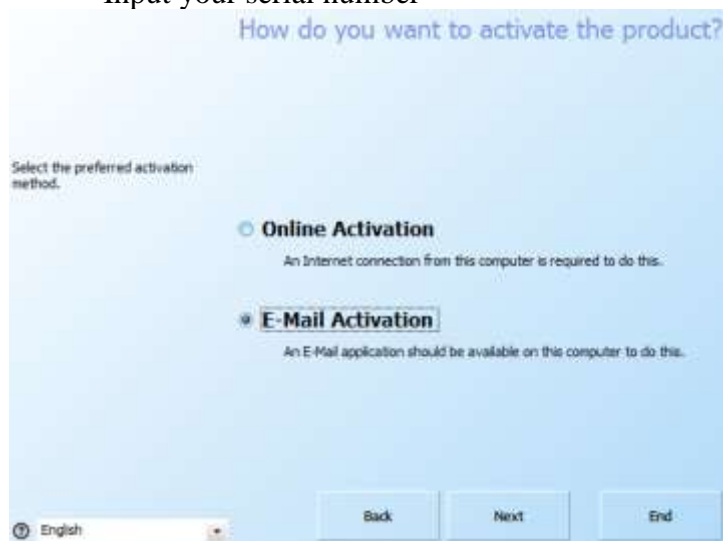 Input your serial number
How do you want to activate the product?
Select the preferred activation
method.
Online Activation
An Internet connection from this computer is required to do this.
E-Mail Activation
An E-Mail application should be available on this computer to do this.
Back Next End
English